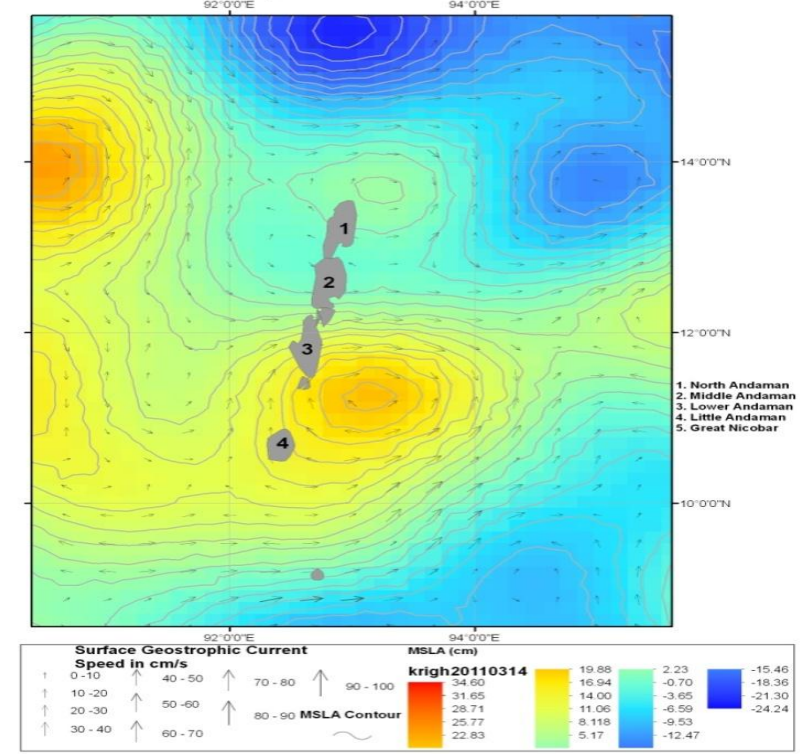 92°0'0"E 94°0'0"E
14°0'0"N
1
2
12°0'0"N
3
1. North Andaman
2. Middle Andaman
3. Lower Andaman
4. Little Andaman
5. Great Nicobar
4
10°0'0"N
92°0'0"E 94°0'0"E
Surface Geostrophic Current
Speed in cm/s
0 -10
10 -20
20 -30
30 - 40
40 - 50
50 -60
60 - 70
70 - 80
80 - 90
90 - 100
MSLA Contour
MSLA (cm)
krigh20110314
34.60
31.65
28.71
25.77
22.83
19.88
16.94
14.00
11.06
8.118
5.17
2.23
-0.70
-3.65
-6.59
-9.53
-12.47
-15.46
-18.36
-21.30
-24.24